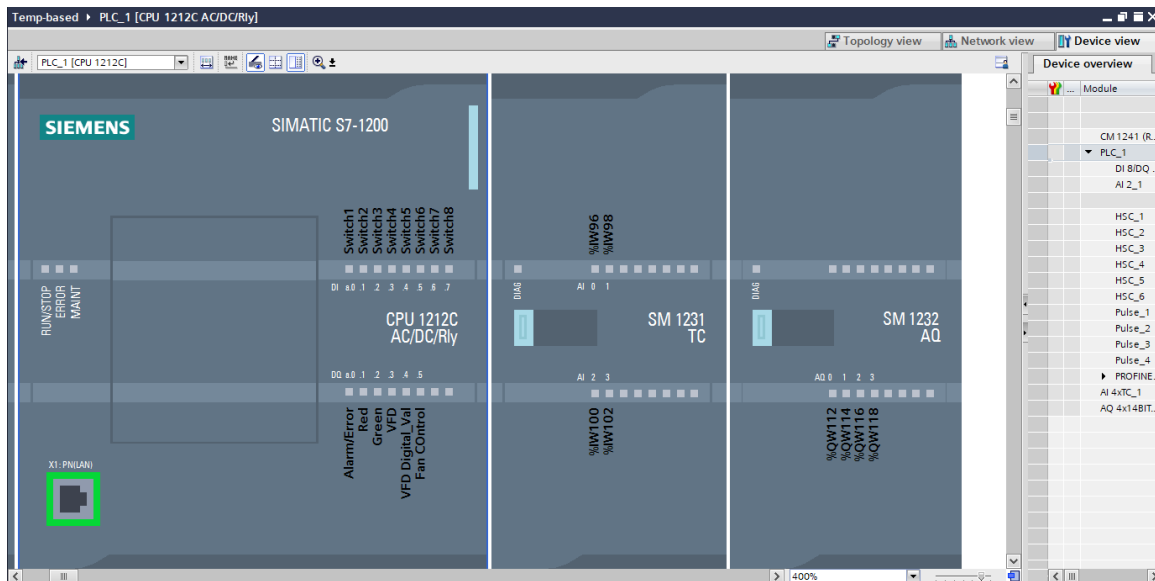 Temp-based ▸ PLC_1 [CPU 1212C AC/DC/Rly]
Topology view
Network view
Device view
PLC_1 [CPU 1212C]
Device overview
... Module
CM 1241 (R...
PLC_1
DI 8/DQ ...
AI 2_1
HSC_1
HSC_2
HSC_3
HSC_4
HSC_5
HSC_6
Pulse_1
Pulse_2
Pulse_3
Pulse_4
PROFINE...
AI 4xTC_1
AQ 4x14BIT...
SIEMENS
SIMATIC S7-1200
Switch1
Switch2
Switch3
Switch4
Switch5
Switch6
Switch7
Switch8
RUN/STOP
ERROR
MAINT
DI a.0 .1 .2 .3 .4 .5 .6 .7
CPU 1212C
AC/DC/Rly
DQ a.0 .1 .2 .3 .4 .5
Alarm/Error
Red
Green
VFD
VFD Digital_Val
Fan COntrol
X1: PN(LAN)
%IW96
%IW98
DIAG
AI 0 1
SM 1231
TC
AI 2 3
%IW100
%IW102
DIAG
SM 1232
AQ
AQ 0 1 2 3
%QW112
%QW114
%QW116
%QW118
400%